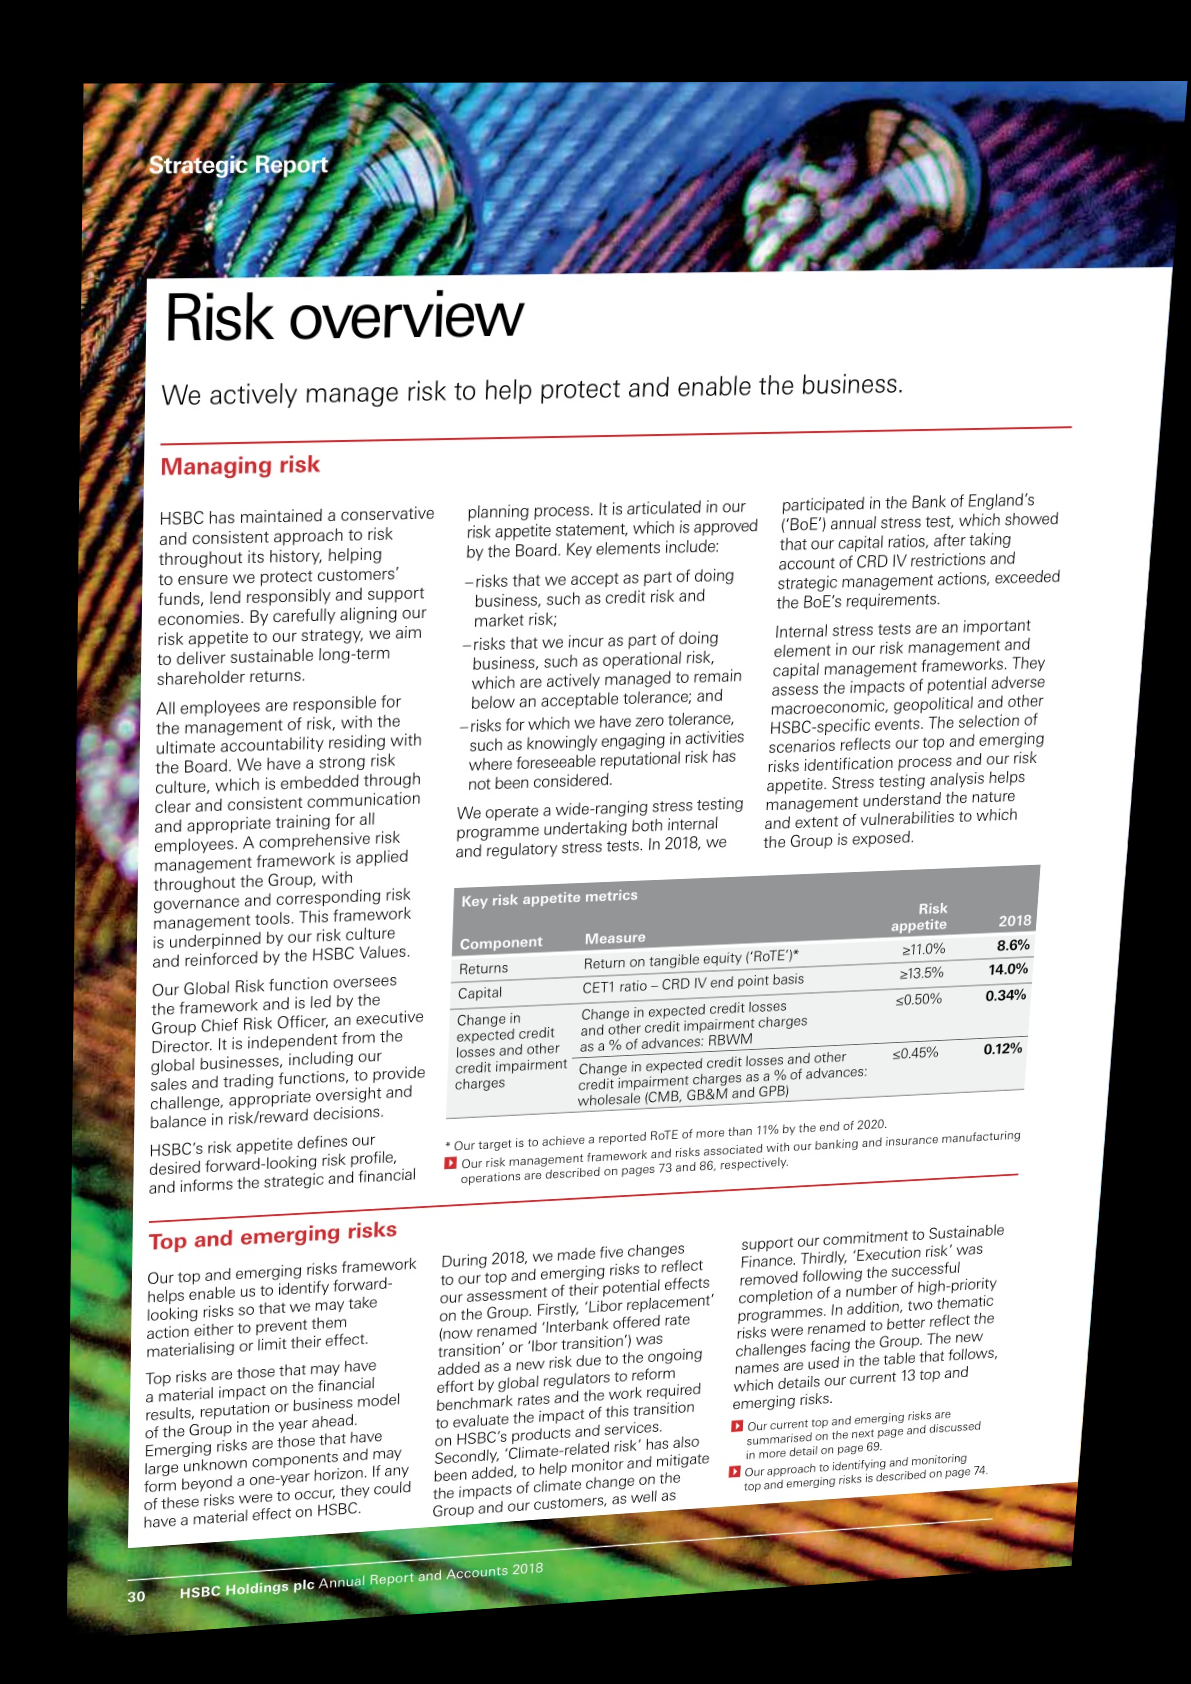 Strategic Report
Risk overview
We actively manage risk to help protect and enable the business.
Managing risk
HSBC has maintained a conservative
and consistent approach to risk
throughout its history, helping
to ensure we protect customers’
funds, lend responsibly and support
economies. By carefully aligning our
risk appetite to our strategy, we aim
to deliver sustainable long-term
shareholder returns.
All employees are responsible for
the management of risk, with the
ultimate accountability residing with
the Board. We have a strong risk
culture, which is embedded through
clear and consistent communication
and appropriate training for all
employees. A comprehensive risk
management framework is applied
throughout the Group, with
governance and corresponding risk
management tools. This framework
is underpinned by our risk culture
and reinforced by the HSBC Values.
Our Global Risk function oversees
the framework and is led by the
Group Chief Risk Officer, an executive
Director. It is independent from the
global businesses, including our
sales and trading functions, to provide
challenge, appropriate oversight and
balance in risk/reward decisions.
HSBC’s risk appetite defines our
desired forward-looking risk profile,
and informs the strategic and financial
planning process. It is articulated in our
risk appetite statement, which is approved
by the Board. Key elements include:
– risks that we accept as part of doing
business, such as credit risk and
market risk;
– risks that we incur as part of doing
business, such as operational risk,
which are actively managed to remain
below an acceptable tolerance; and
– risks for which we have zero tolerance,
such as knowingly engaging in activities
where foreseeable reputational risk has
not been considered.
We operate a wide-ranging stress testing
programme undertaking both internal
and regulatory stress tests. In 2018, we
participated in the Bank of England’s
(‘BoE’) annual stress test, which showed
that our capital ratios, after taking
account of CRD IV restrictions and
strategic management actions, exceeded
the BoE’s requirements.
Internal stress tests are an important
element in our risk management and
capital management frameworks. They
assess the impacts of potential adverse
macroeconomic, geopolitical and other
HSBC-specific events. The selection of
scenarios reflects our top and emerging
risks identification process and our risk
appetite. Stress testing analysis helps
management understand the nature
and extent of vulnerabilities to which
the Group is exposed.
Key risk appetite metrics
Component Measure Risk appetite 2018
Returns Return on tangible equity (‘RoTE’)* ≥11.0% 8.6%
Capital CET1 ratio – CRD IV end point basis ≥13.5% 14.0%
Change in
expected credit
losses and other
credit impairment
charges
Change in expected credit losses
and other credit impairment charges
as a % of advances: RBWM
≤0.50% 0.34%
Change in expected credit losses and other
credit impairment charges as a % of advances:
wholesale (CMB, GB&M and GPB)
≤0.45% 0.12%
* Our target is to achieve a reported RoTE of more than 11% by the end of 2020.
Our risk management framework and risks associated with our banking and insurance manufacturing
operations are described on pages 73 and 86, respectively.
Top and emerging risks
Our top and emerging risks framework
helps enable us to identify forward-
looking risks so that we may take
action either to prevent them
materialising or limit their effect.
Top risks are those that may have
a material impact on the financial
results, reputation or business model
of the Group in the year ahead.
Emerging risks are those that have
large unknown components and may
form beyond a one-year horizon. If any
of these risks were to occur, they could
have a material effect on HSBC.
During 2018, we made five changes
to our top and emerging risks to reflect
our assessment of their potential effects
on the Group. Firstly, ‘Libor replacement’
(now renamed ‘Interbank offered rate
transition’ or ‘Ibor transition’) was
added as a new risk due to the ongoing
effort by global regulators to reform
benchmark rates and the work required
to evaluate the impact of this transition
on HSBC’s products and services.
Secondly, ‘Climate-related risk’ has also
been added, to help monitor and mitigate
the impacts of climate change on the
Group and our customers, as well as
support our commitment to Sustainable
Finance. Thirdly, ‘Execution risk’ was
removed following the successful
completion of a number of high-priority
programmes. In addition, two thematic
risks were renamed to better reflect the
challenges facing the Group. The new
names are used in the table that follows,
which details our current 13 top and
emerging risks.
Our current top and emerging risks are
summarised on the next page and discussed
in more detail on page 69.
Our approach to identifying and monitoring
top and emerging risks is described on page 74.
30 HSBC Holdings plc Annual Report and Accounts 2018